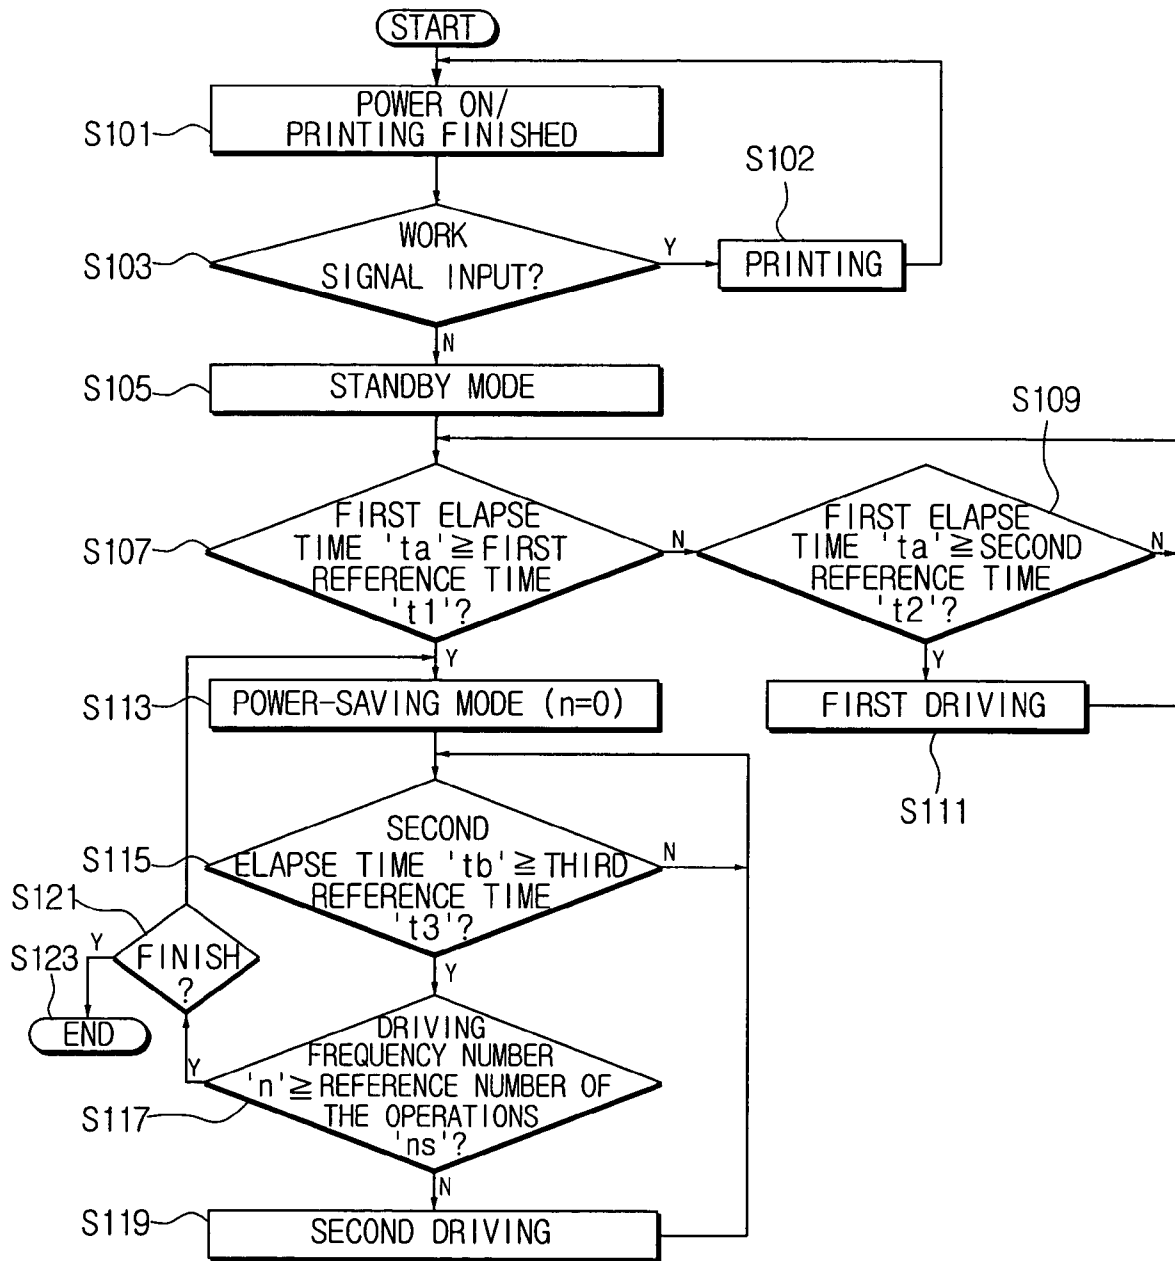 START
POWER ON/
PRINTING FINISHED
S101
S102
WORK
SIGNAL INPUT?
S103
Y
PRINTING
N
STANDBY MODE
S105
S109
FIRST ELAPSE
TIME 'ta'≧FIRST
REFERENCE TIME
't1'?
S107
N
FIRST ELAPSE
TIME 'ta'≧SECOND
REFERENCE TIME
't2'?
N
Y
Y
S113
POWER-SAVING MODE (n=0)
FIRST DRIVING
S111
SECOND
ELAPSE TIME 'tb'≧THIRD
REFERENCE TIME
't3'?
S115
N
S121
Y
FINISH
?
S123
END
Y
DRIVING
FREQUENCY NUMBER
'n'≧REFERENCE NUMBER OF
THE OPERATIONS
'ns'?
Y
S117
N
S119
SECOND DRIVING